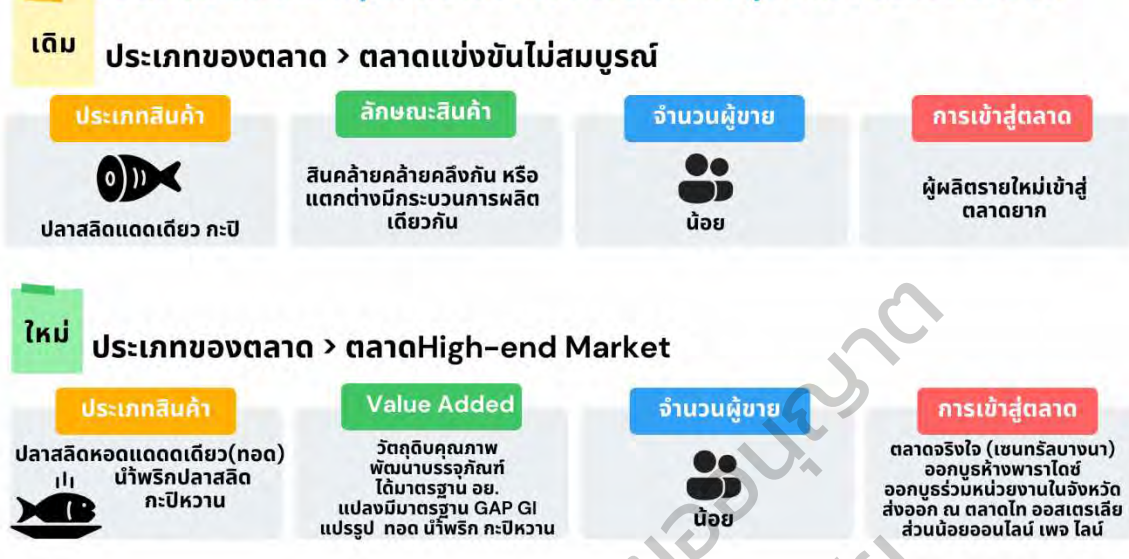 เดิม
ประเภทของตลาด > ตลาดแข่งขันไม่สมบูรณ์
ประเภทสินค้า
ปลาสลิดแดดเดียว กะปิ
ลักษณะสินค้า
สินคล้ายคล้ายคลึงกัน หรือ
แตกต่างมีกระบวนการผลิต
เดียวกัน
จำนวนผู้ขาย
น้อย
การเข้าสู่ตลาด
ผู้ผลิตรายใหม่เข้าสู่
ตลาดยาก
ใหม่
ประเภทของตลาด > ตลาดHigh-end Market
ประเภทสินค้า
ปลาสลิดหอดแดดดเดียว(ทอด)
น้ำพริกปลาสลิด
กะปิหวาน
Value Added
วัตถุดิบคุณภาพ
พัฒนาบรรจุภัณฑ์
ได้มาตรฐาน อย.
แปลงมีมาตรฐาน GAP GI
แปรรูป ทอด น้ำพริก กะปิหวาน
จำนวนผู้ขาย
น้อย
การเข้าสู่ตลาด
ตลาดจริงใจ (เซนทรัลบางนา)
ออกบูธห้างพาราไดซ์
ออกบูธร่วมหน่วยงานในจังหวัด
ส่งออก ณ ตลาดไท ออสเตรเลีย
ส่วนน้อยออนไลน์ เพจ ไลน์